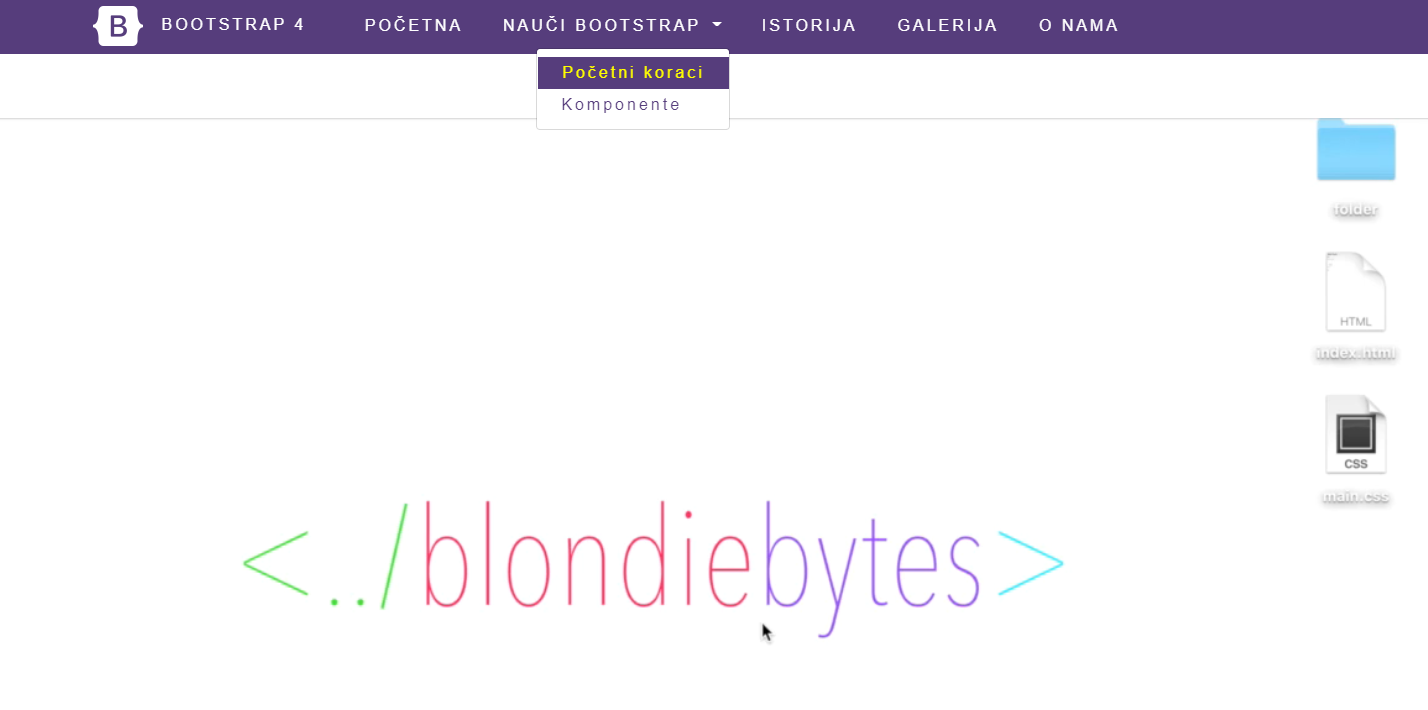 B BOOTSTRAP 4 POČETNA NAUČI BOOTSTRAP ISTORIJA GALERIJA O NAMA
Početni koraci
Komponente
folder
HTML
index.html
CSS
main.css
<../blondiebytes>